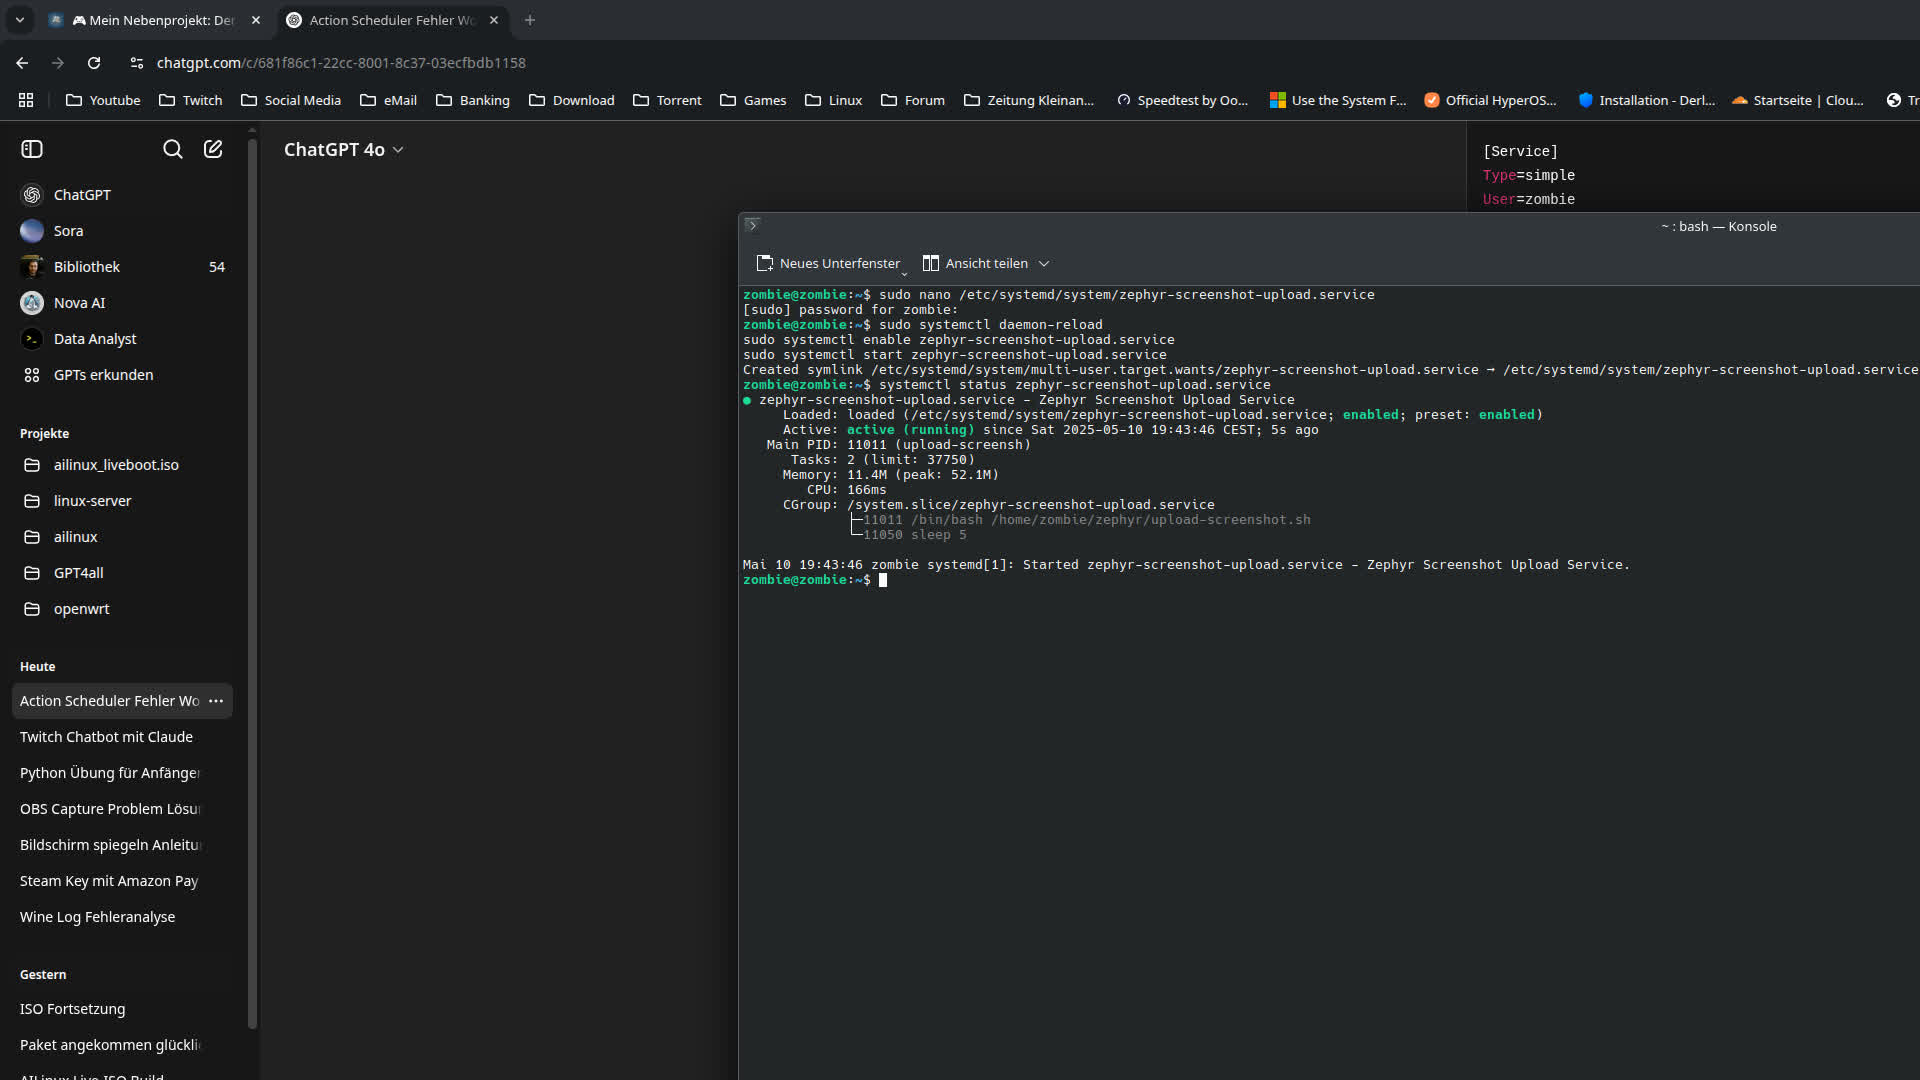 🎮 Mein Nebenprojekt: De
Action Scheduler Fehler Wo
chatgpt.com/c/681f86c1-22cc-8001-8c37-03ecfbdb1158
Youtube
Twitch
Social Media
eMail
Banking
Download
Torrent
Games
Linux
Forum
Zeitung Kleinan...
Speedtest by Oo...
Use the System F...
Official HyperOS...
Installation - Derl...
Startseite | Clou...
Tr
ChatGPT 4o
ChatGPT
Sora
Bibliothek 54
Nova AI
Data Analyst
GPTs erkunden
Projekte
ailinux_liveboot.iso
linux-server
ailinux
GPT4all
openwrt
Heute
Action Scheduler Fehler Wo
Twitch Chatbot mit Claude
Python Übung für Anfänger
OBS Capture Problem Lösu
Bildschirm spiegeln Anleitu
Steam Key mit Amazon Pay
Wine Log Fehleranalyse
Gestern
ISO Fortsetzung
Paket angekommen glückli
AILinux Live ISO Build
[Service]
Type=simple
User=zombie
~ : bash — Konsole
Neues Unterfenster
Ansicht teilen
zombie@zombie:~$ sudo nano /etc/systemd/system/zephyr-screenshot-upload.service
[sudo] password for zombie:
zombie@zombie:~$ sudo systemctl daemon-reload
sudo systemctl enable zephyr-screenshot-upload.service
sudo systemctl start zephyr-screenshot-upload.service
Created symlink /etc/systemd/system/multi-user.target.wants/zephyr-screenshot-upload.service → /etc/systemd/system/zephyr-screenshot-upload.service
zombie@zombie:~$ systemctl status zephyr-screenshot-upload.service
● zephyr-screenshot-upload.service - Zephyr Screenshot Upload Service
Loaded: loaded (/etc/systemd/system/zephyr-screenshot-upload.service; enabled; preset: enabled)
Active: active (running) since Sat 2025-05-10 19:43:46 CEST; 5s ago
Main PID: 11011 (upload-screensh)
Tasks: 2 (limit: 37750)
Memory: 11.4M (peak: 52.1M)
CPU: 166ms
CGroup: /system.slice/zephyr-screenshot-upload.service
├─11011 /bin/bash /home/zombie/zephyr/upload-screenshot.sh
└─11050 sleep 5
Mai 10 19:43:46 zombie systemd[1]: Started zephyr-screenshot-upload.service - Zephyr Screenshot Upload Service.
zombie@zombie:~$